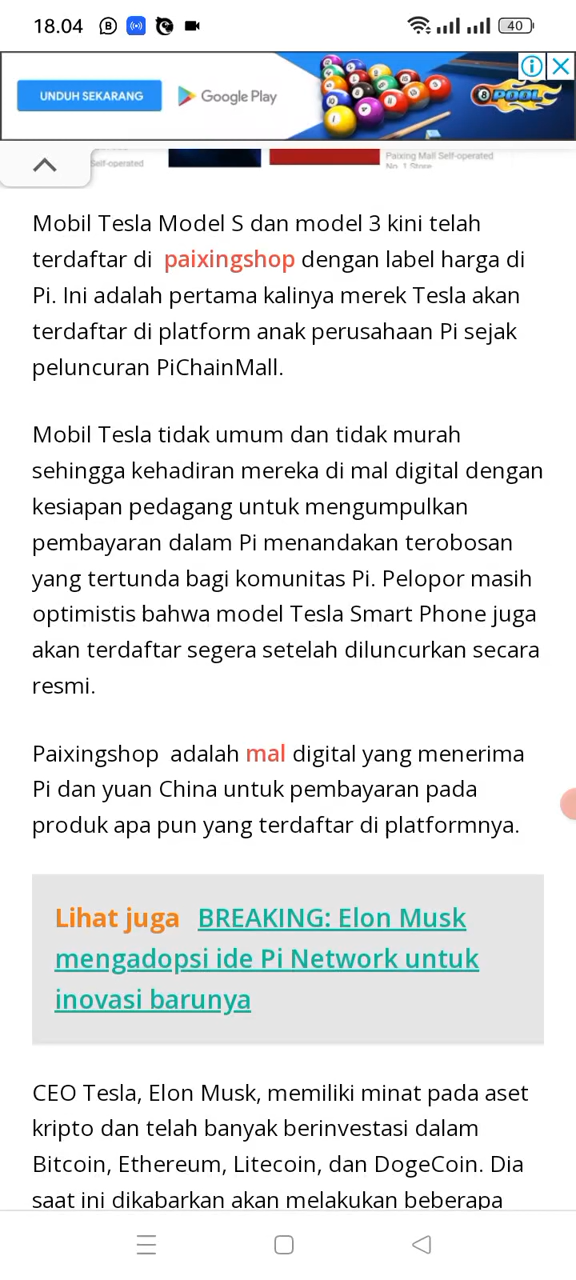 18.04
40
UNDUH SEKARANG
Google Play
8 POOL
Self-operated
Paixing Mall Self-operated
No. 1 Store
Mobil Tesla Model S dan model 3 kini telah
terdaftar di paixingshop dengan label harga di
Pi. Ini adalah pertama kalinya merek Tesla akan
terdaftar di platform anak perusahaan Pi sejak
peluncuran PiChainMall.
Mobil Tesla tidak umum dan tidak murah
sehingga kehadiran mereka di mal digital dengan
kesiapan pedagang untuk mengumpulkan
pembayaran dalam Pi menandakan terobosan
yang tertunda bagi komunitas Pi. Pelopor masih
optimistis bahwa model Tesla Smart Phone juga
akan terdaftar segera setelah diluncurkan secara
resmi.
Paixingshop adalah mal digital yang menerima
Pi dan yuan China untuk pembayaran pada
produk apa pun yang terdaftar di platformnya.
Lihat juga BREAKING: Elon Musk
mengadopsi ide Pi Network untuk
inovasi barunya
CEO Tesla, Elon Musk, memiliki minat pada aset
kripto dan telah banyak berinvestasi dalam
Bitcoin, Ethereum, Litecoin, dan DogeCoin. Dia
saat ini dikabarkan akan melakukan beberapa